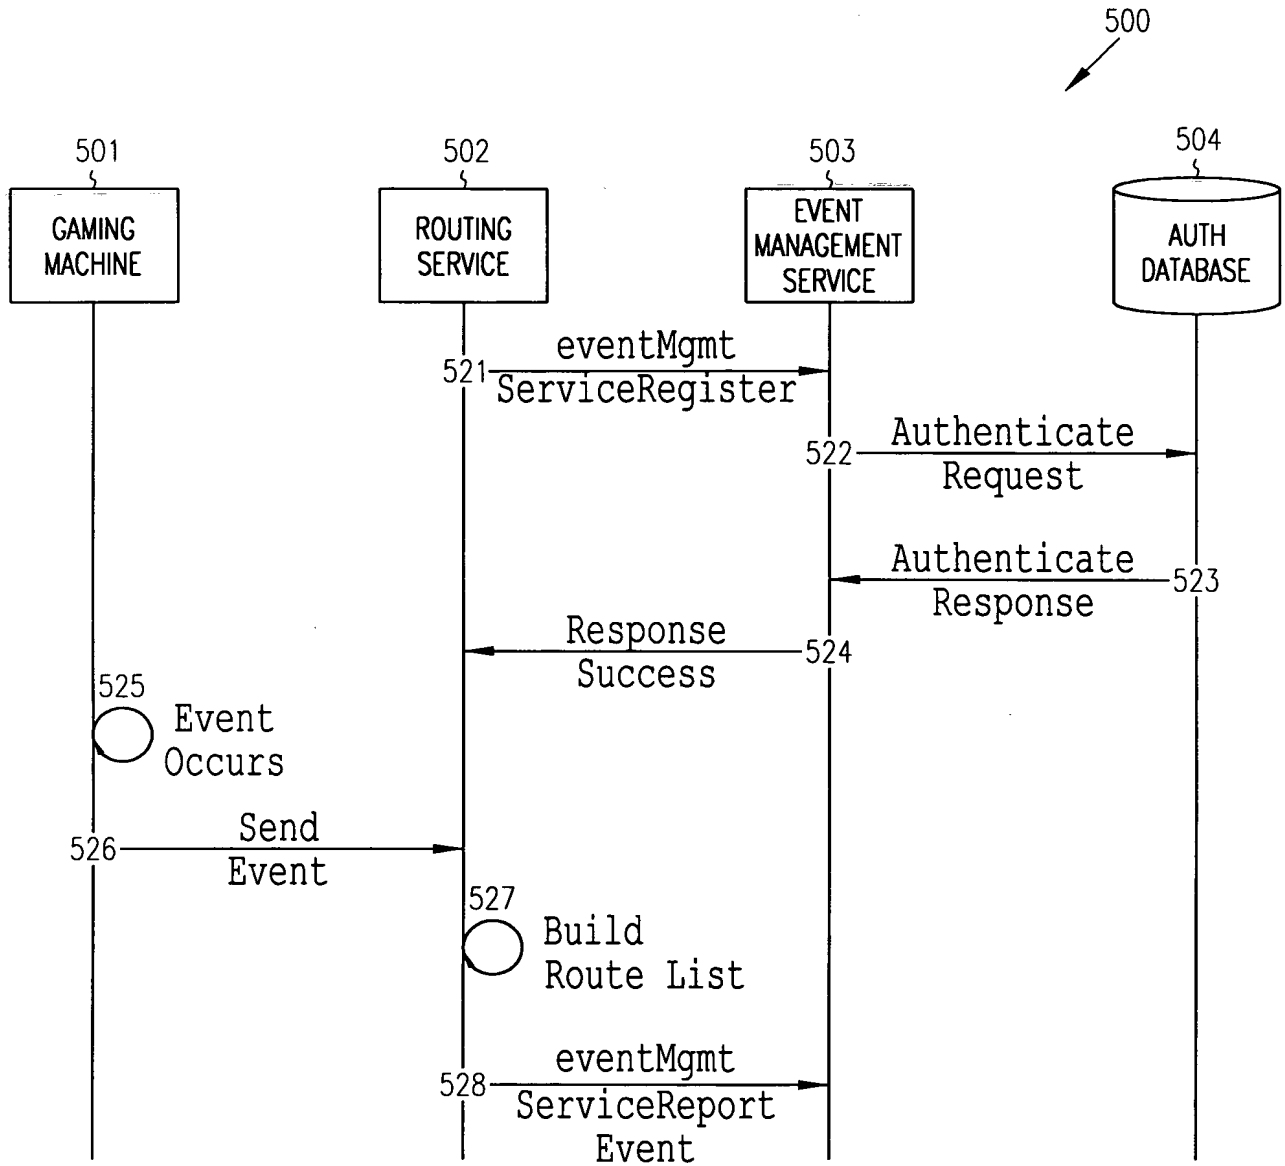 500
501
502
503
504
GAMING
MACHINE
ROUTING
SERVICE
EVENT
MANAGEMENT
SERVICE
AUTH
DATABASE
521
eventMgmt
ServiceRegister
522
Authenticate
Request
Authenticate
Response
523
Response
Success
524
525
Event
Occurs
526
Send
Event
527
Build
Route List
528
eventMgmt
ServiceReport
Event